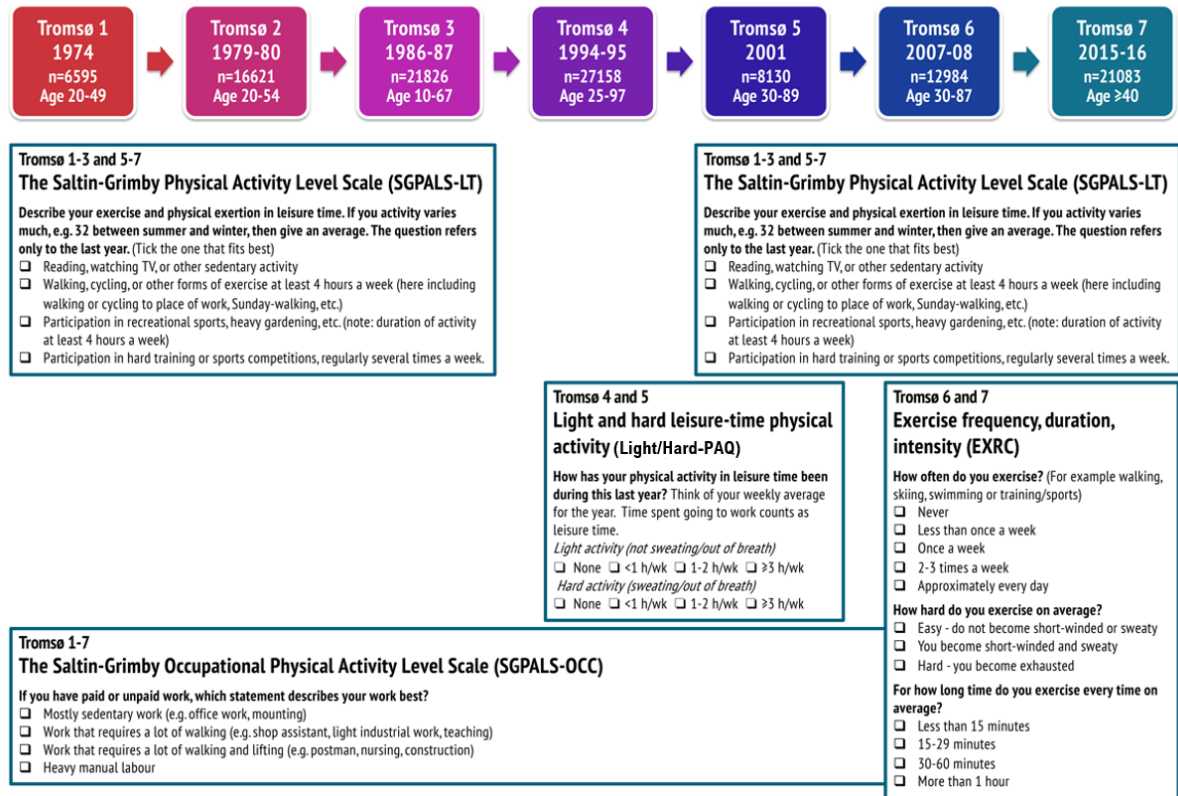 Tromsø 1
1974
n=6595
Age 20-49
Tromsø 2
1979-80
n=16621
Age 20-54
Tromsø 3
1986-87
n=21826
Age 10-67
Tromsø 4
1994-95
n=27158
Age 25-97
Tromsø 5
2001
n=8130
Age 30-89
Tromsø 6
2007-08
n=12984
Age 30-87
Tromsø 7
2015-16
n=21083
Age ≥40
Tromsø 1-3 and 5-7
The Saltin-Grimby Physical Activity Level Scale (SGPALS-LT)
Describe your exercise and physical exertion in leisure time. If you activity varies
much, e.g. 32 between summer and winter, then give an average. The question refers
only to the last year. (Tick the one that fits best)
❑ Reading, watching TV, or other sedentary activity
❑ Walking, cycling, or other forms of exercise at least 4 hours a week (here including
walking or cycling to place of work, Sunday-walking, etc.)
❑ Participation in recreational sports, heavy gardening, etc. (note: duration of activity
at least 4 hours a week)
❑ Participation in hard training or sports competitions, regularly several times a week.
Tromsø 1-3 and 5-7
The Saltin-Grimby Physical Activity Level Scale (SGPALS-LT)
Describe your exercise and physical exertion in leisure time. If you activity varies
much, e.g. 32 between summer and winter, then give an average. The question refers
only to the last year. (Tick the one that fits best)
❑ Reading, watching TV, or other sedentary activity
❑ Walking, cycling, or other forms of exercise at least 4 hours a week (here including
walking or cycling to place of work, Sunday-walking, etc.)
❑ Participation in recreational sports, heavy gardening, etc. (note: duration of activity
at least 4 hours a week)
❑ Participation in hard training or sports competitions, regularly several times a week.
Tromsø 4 and 5
Light and hard leisure-time physical
activity (Light/Hard-PAQ)
How has your physical activity in leisure time been
during this last year? Think of your weekly average
for the year. Time spent going to work counts as
leisure time.
Light activity (not sweating/out of breath)
❑ None ❑ <1 h/wk ❑ 1-2 h/wk ❑ ≥3 h/wk
Hard activity (sweating/out of breath)
❑ None ❑ <1 h/wk ❑ 1-2 h/wk ❑ ≥3 h/wk
Tromsø 6 and 7
Exercise frequency, duration,
intensity (EXRC)
How often do you exercise? (For example walking,
skiing, swimming or training/sports)
❑ Never
❑ Less than once a week
❑ Once a week
❑ 2-3 times a week
❑ Approximately every day
How hard do you exercise on average?
❑ Easy - do not become short-winded or sweaty
❑ You become short-winded and sweaty
❑ Hard - you become exhausted
For how long time do you exercise every time on
average?
❑ Less than 15 minutes
❑ 15-29 minutes
❑ 30-60 minutes
❑ More than 1 hour
Tromsø 1-7
The Saltin-Grimby Occupational Physical Activity Level Scale (SGPALS-OCC)
If you have paid or unpaid work, which statement describes your work best?
❑ Mostly sedentary work (e.g. office work, mounting)
❑ Work that requires a lot of walking (e.g. shop assistant, light industrial work, teaching)
❑ Work that requires a lot of walking and lifting (e.g. postman, nursing, construction)
❑ Heavy manual labour